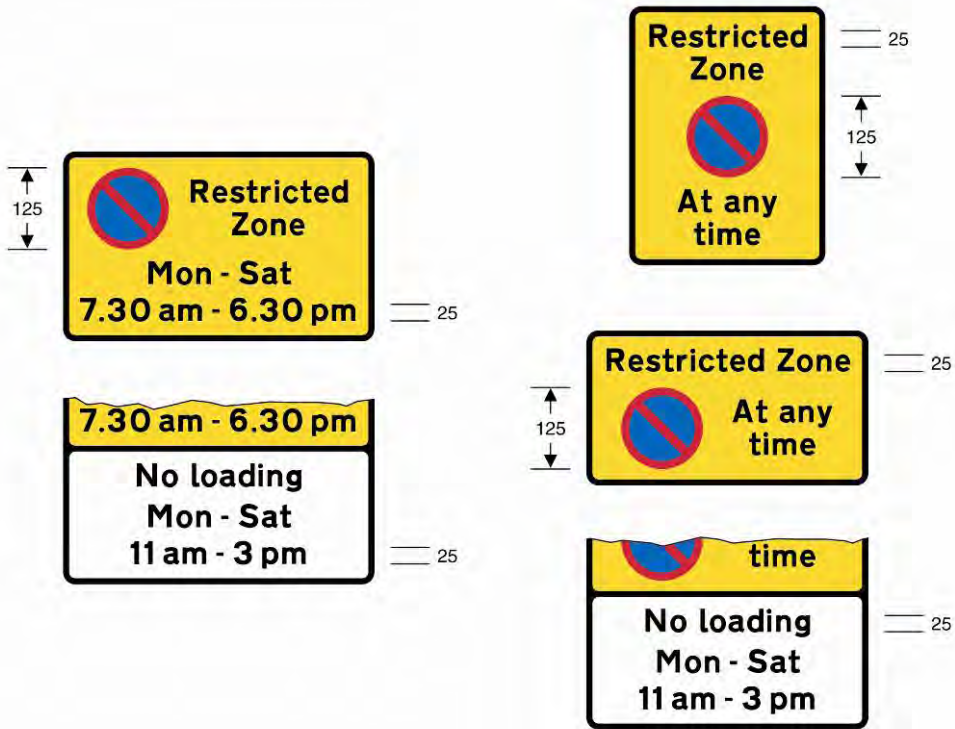 125
Restricted
Zone
Mon - Sat
7.30 am - 6.30 pm
25
7.30 am - 6.30 pm
No loading
Mon - Sat
11 am - 3 pm
25
Restricted
Zone
At any
time
25
125
Restricted Zone
At any
time
25
125
time
No loading
Mon - Sat
11 am - 3 pm
25